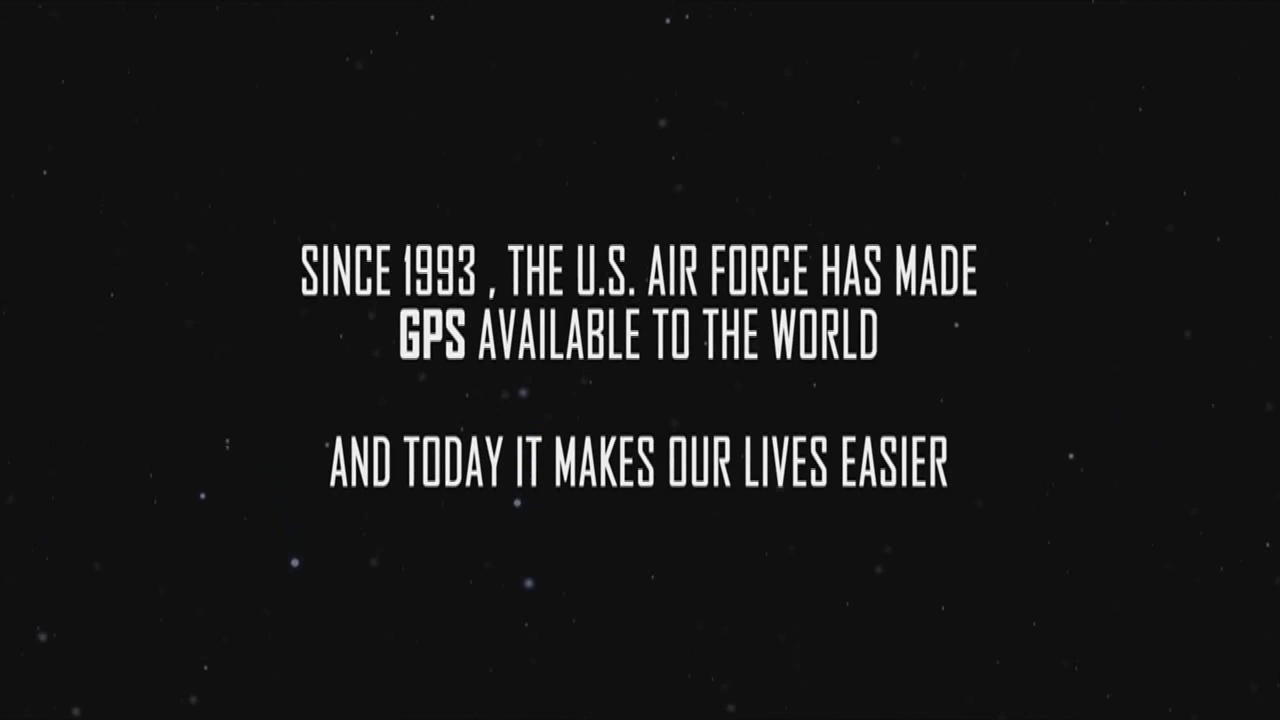 SINCE 1993 , THE U.S. AIR FORCE HAS MADE
GPS AVAILABLE TO THE WORLD
AND TODAY IT MAKES OUR LIVES EASIER